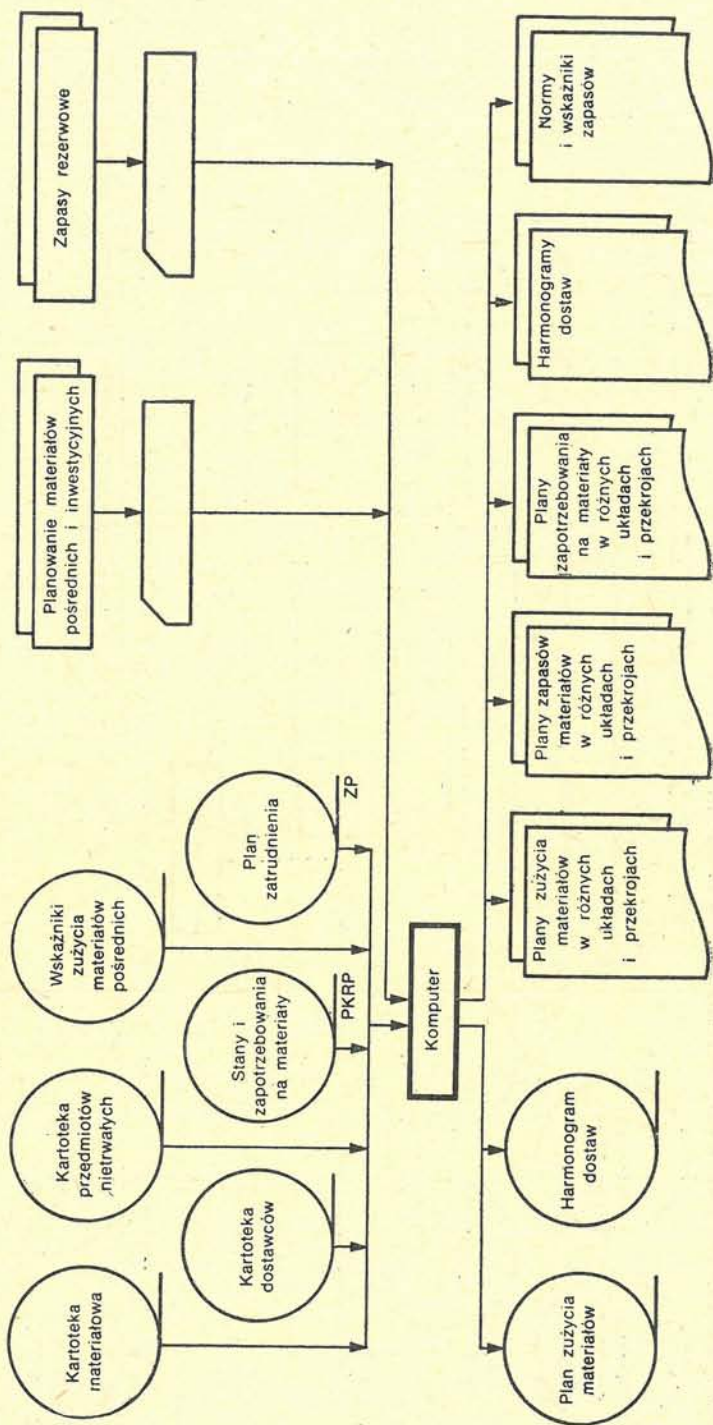 Kartoteka
materiałowa
Kartoteka
przedmiotów
nietrwałych
Wskaźniki
zużycia
materiałów
pośrednich
Planowanie materiałów
pośrednich i inwestycyjnych
Zapasy rezerwowe
Kartoteka
dostawców
Stany i
zapotrzebowania
na materiały
PKRP
Plan
zatrudnienia
ZP
Komputer
Plan zużycia
materiałów
Harmonogram
dostaw
Plany zużycia
materiałów
w różnych
układach
i przekrojach
Plany zapasów
materiałów
w różnych
układach
i przekrojach
Plany
zapotrzebowania
na materiały
w różnych
układach
i przekrojach
Harmonogramy
dostaw
Normy
i wskaźniki
zapasów